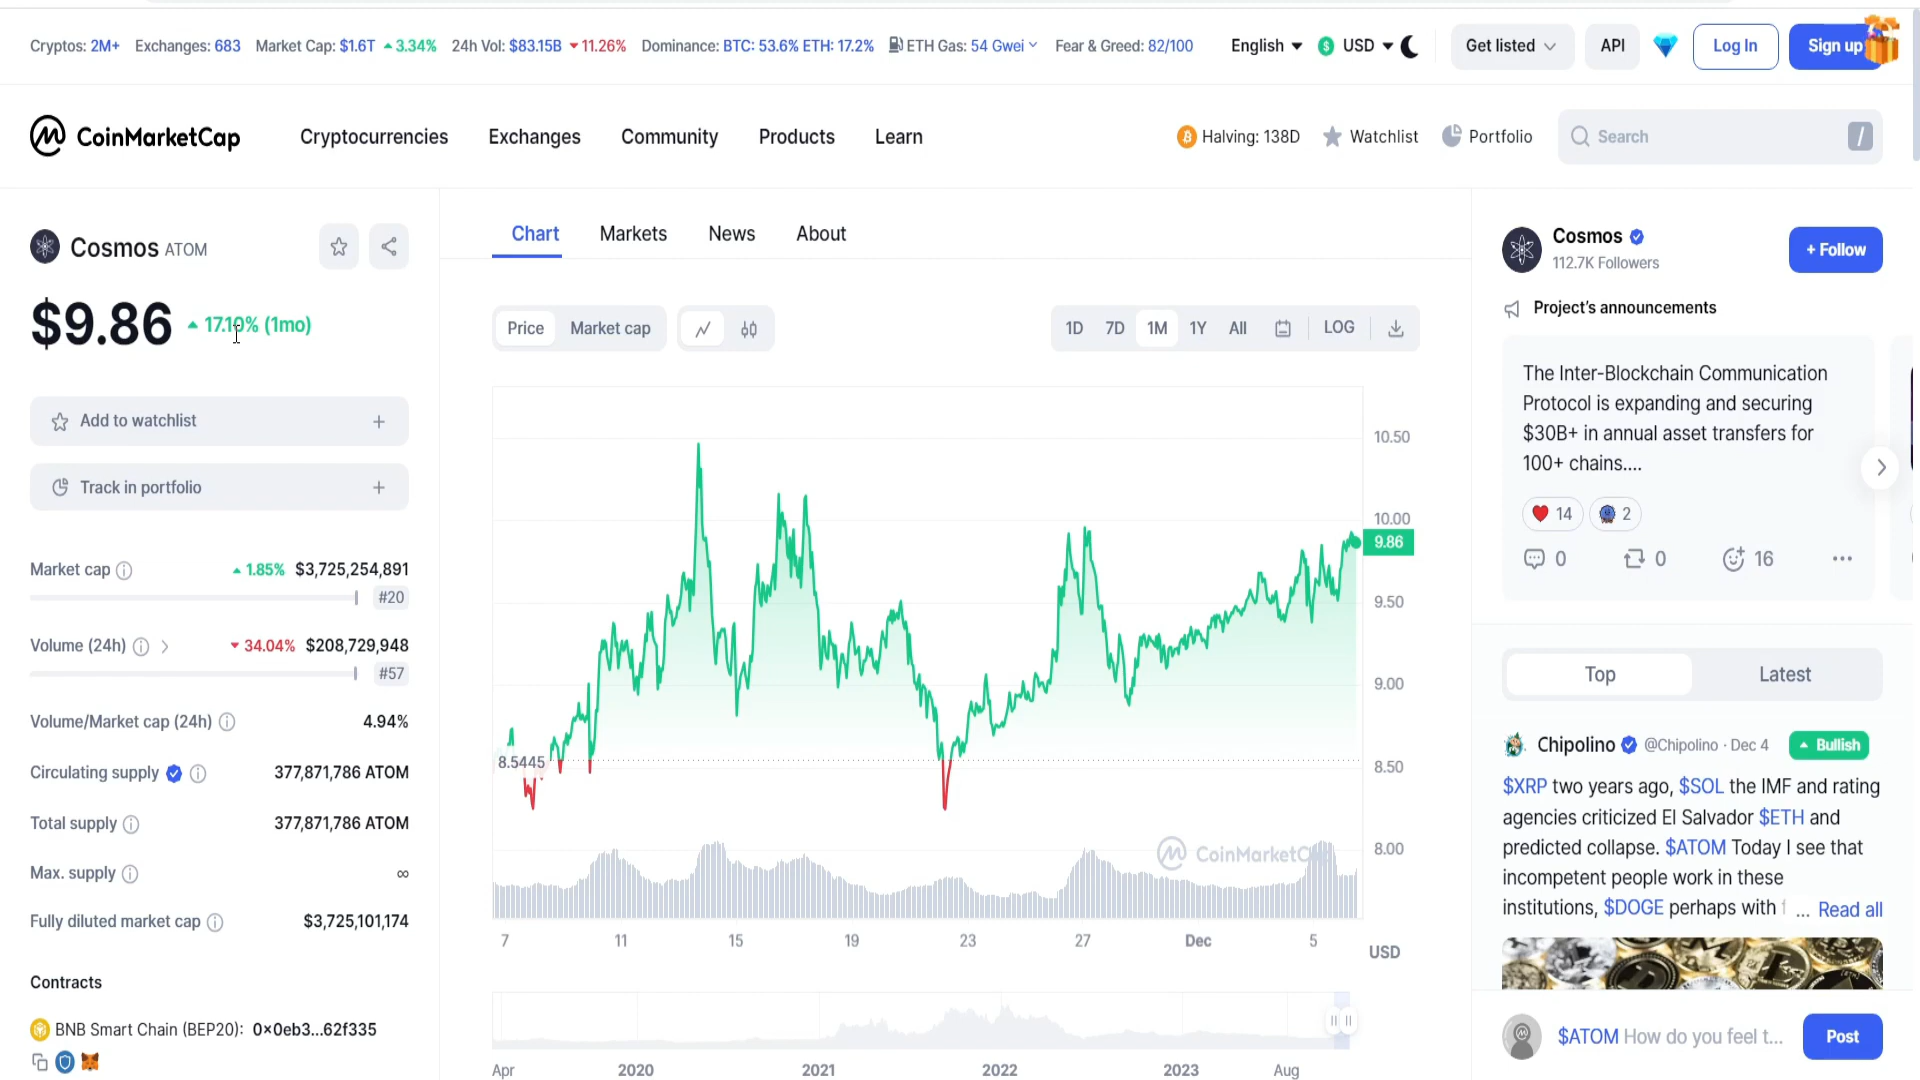 Cryptos: 2M+ Exchanges: 683 Market Cap: $1.6T 3.34% 24h Vol: $83.15B 11.26% Dominance: BTC: 53.6% ETH: 17.2% ETH Gas: 54 Gwei Fear & Greed: 82/100 English USD Get listed API Log In Sign up
CoinMarketCap Cryptocurrencies Exchanges Community Products Learn Halving: 138D Watchlist Portfolio Search /
Cosmos ATOM
$9.86 17.10% (1mo)
Add to watchlist +
Track in portfolio +
Market cap 1.85% $3,725,254,891
#20
Volume (24h) 34.04% $208,729,948
#57
Volume/Market cap (24h) 4.94%
Circulating supply 377,871,786 ATOM
Total supply 377,871,786 ATOM
Max. supply ∞
Fully diluted market cap $3,725,101,174
Contracts
BNB Smart Chain (BEP20): 0x0eb3...62f335
Chart Markets News About
Price Market cap 1D 7D 1M 1Y All LOG
10.50
10.00
9.86
9.50
9.00
8.5445 8.50
8.00
CoinMarketC
7 11 15 19 23 27 Dec 5 USD
Apr 2020 2021 2022 2023 Aug
Cosmos
112.7K Followers
+ Follow
Project's announcements
The Inter-Blockchain Communication
Protocol is expanding and securing
$30B+ in annual asset transfers for
100+ chains....
14 2
0 0 16
Top Latest
Chipolino @Chipolino · Dec 4 Bullish
$XRP two years ago, $SOL the IMF and rating
agencies criticized El Salvador $ETH and
predicted collapse. $ATOM Today I see that
incompetent people work in these
institutions, $DOGE perhaps with ... Read all
$ATOM How do you feel t... Post